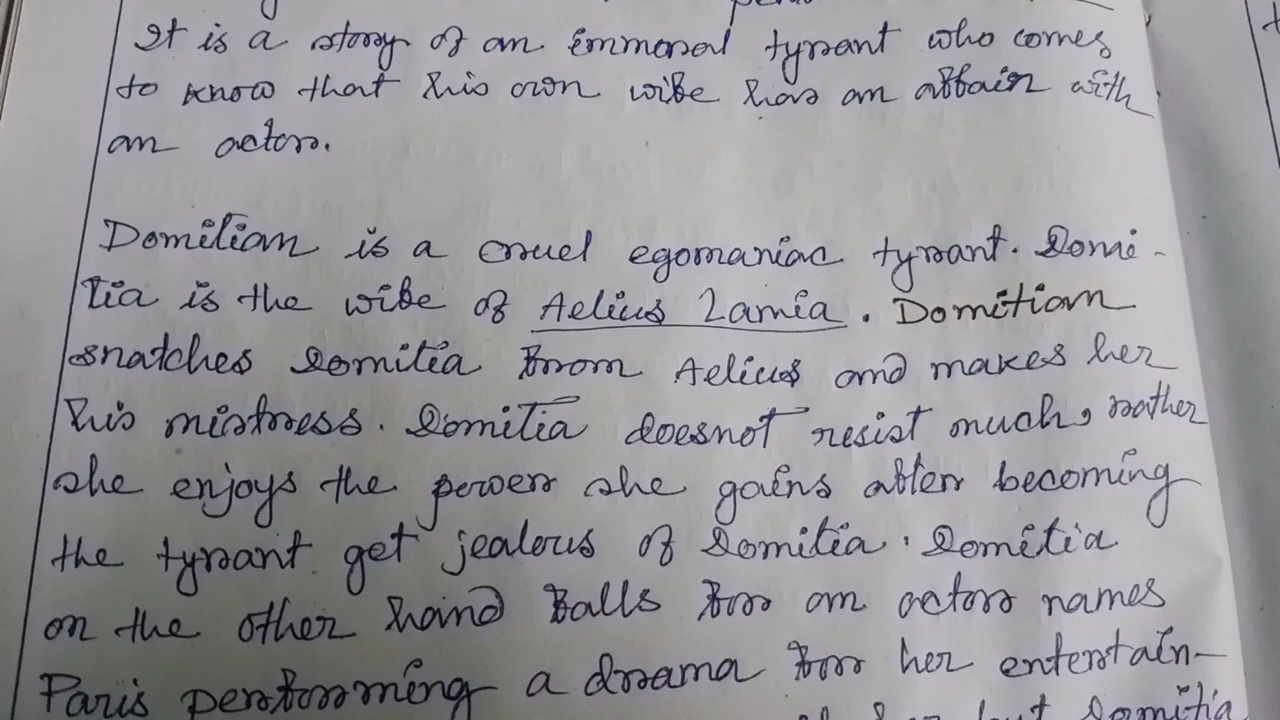 It is a story of an immoral tyrant who comes
to know that his own wife has an affair with
an actor.
Domitian is a cruel egomaniac tyrant. Domi-
tia is the wife of Aelius Lamia. Domitian
snatches Domitia from Aelius and makes her
his mistress. Domitia doesnot resist much, rather
she enjoys the power she gains after becoming
the tyrant get jealous of Domitia. Domitia
on the other hand falls for an actor names
Paris performing a drama for her entertain-
but Domitia